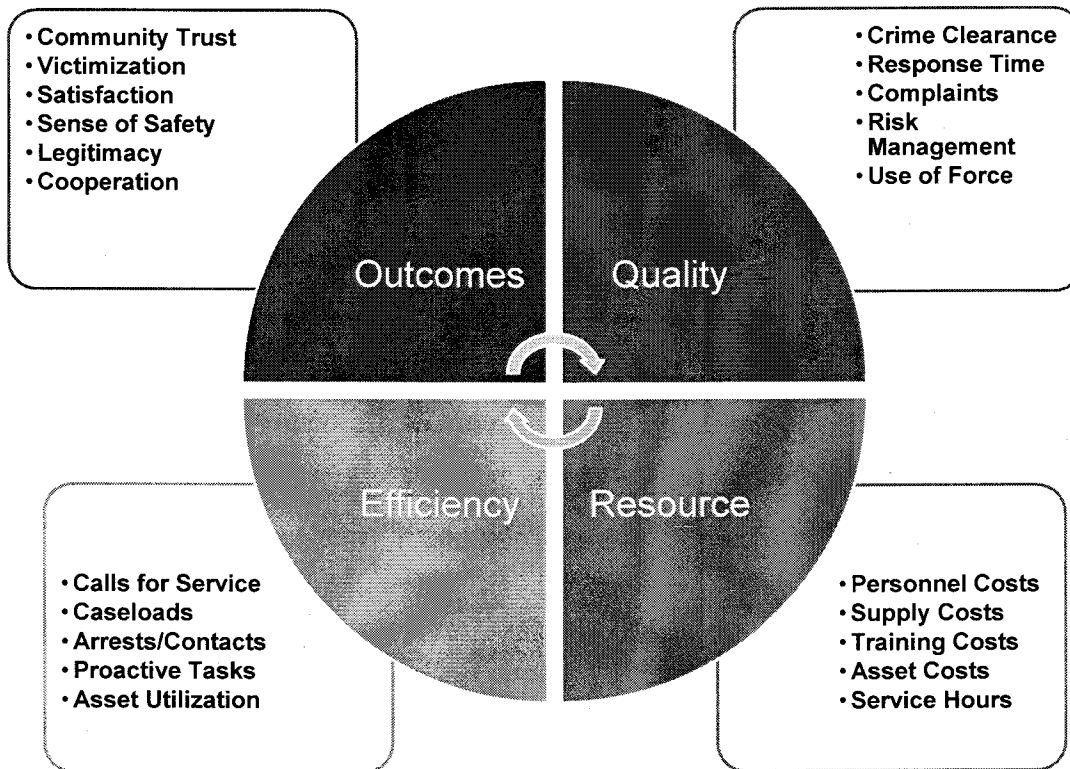 • Community Trust
• Victimization
• Satisfaction
• Sense of Safety
• Legitimacy
• Cooperation
• Crime Clearance
• Response Time
• Complaints
• Risk
Management
• Use of Force
Outcomes
Quality
Efficiency
Resource
• Calls for Service
• Caseloads
• Arrests/Contacts
• Proactive Tasks
• Asset Utilization
• Personnel Costs
• Supply Costs
• Training Costs
• Asset Costs
• Service Hours